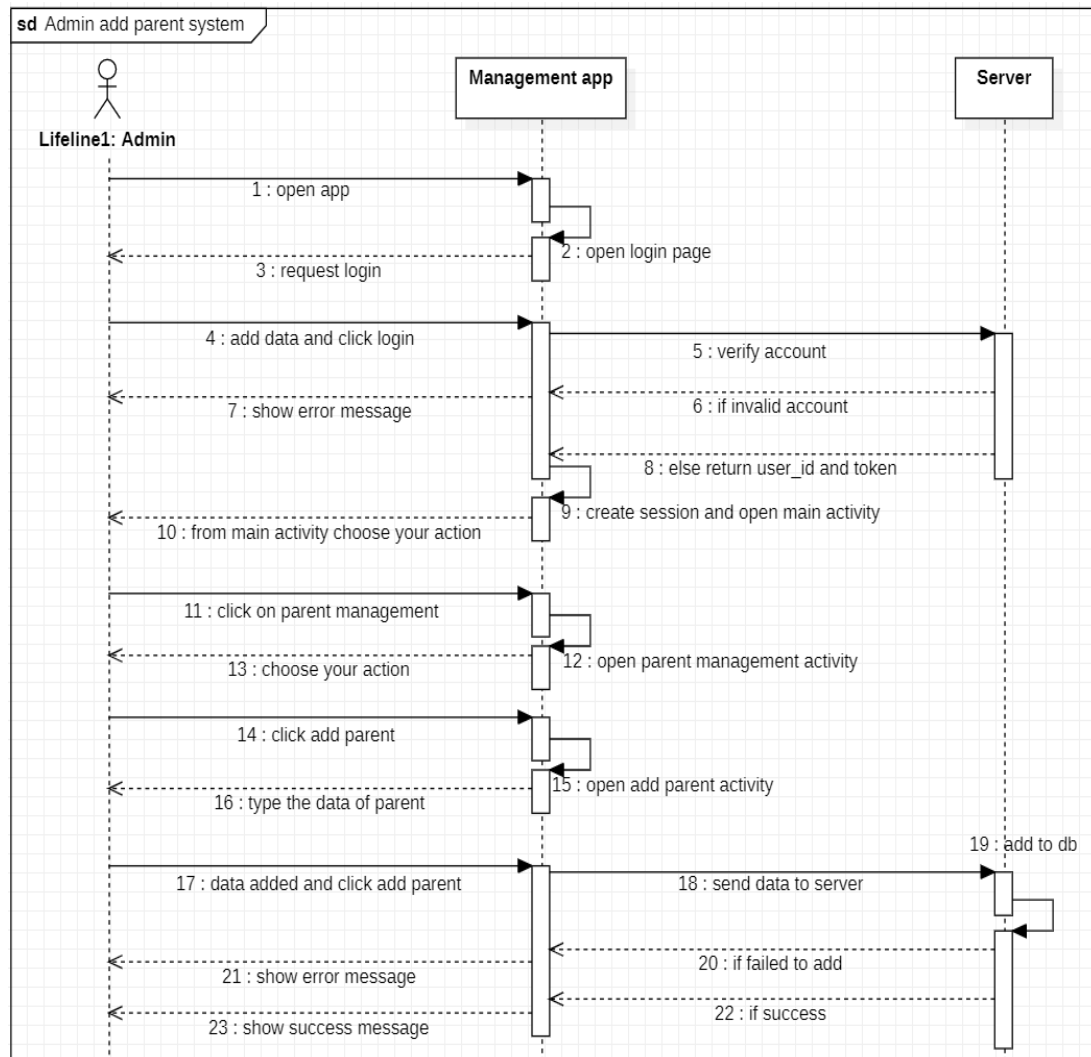 sd Admin add parent system
Management app
Server
Lifeline1: Admin
1 : open app
2 : open login page
3 : request login
4 : add data and click login
5 : verify account
6 : if invalid account
7 : show error message
8 : else return user_id and token
9 : create session and open main activity
10 : from main activity choose your action
11 : click on parent management
12 : open parent management activity
13 : choose your action
14 : click add parent
15 : open add parent activity
16 : type the data of parent
19 : add to db
17 : data added and click add parent
18 : send data to server
20 : if failed to add
21 : show error message
22 : if success
23 : show success message